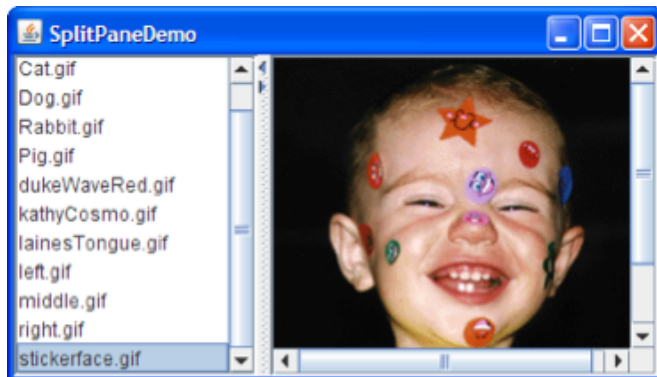 SplitPaneDemo
Cat.gif
Dog.gif
Rabbit.gif
Pig.gif
dukeWaveRed.gif
kathyCosmo.gif
lainesTongue.gif
left.gif
middle.gif
right.gif
stickerface.gif